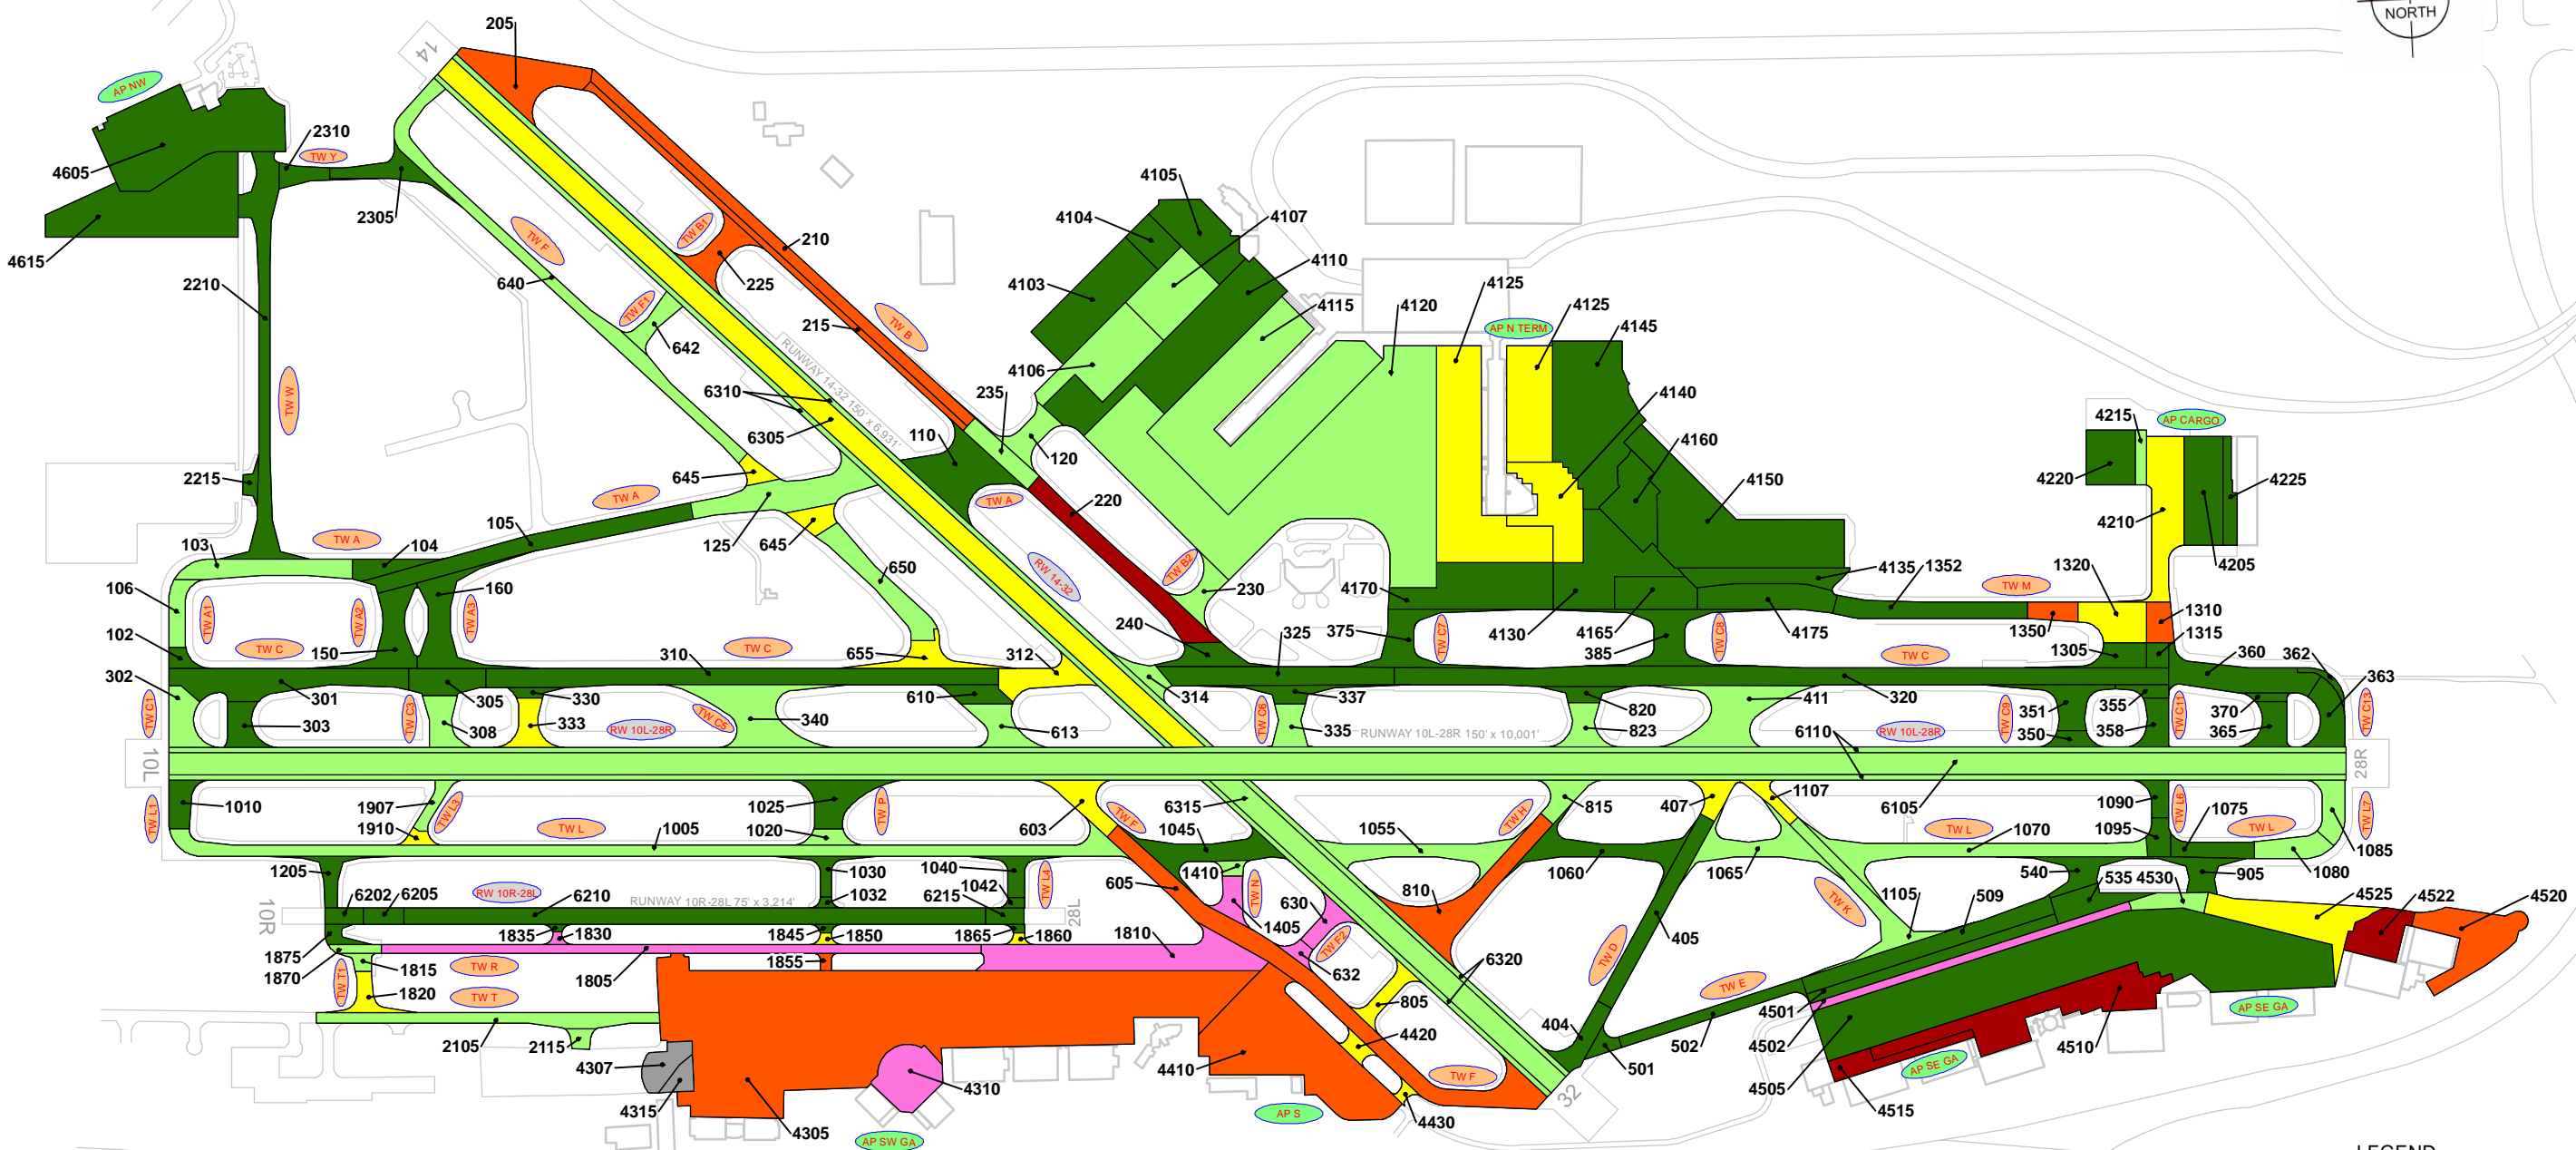 NORTH
205
14
AP NW
2310
TW Y
4605
2305
4615
4105
4104
4107
TW F
TW B1
210
4110
2210
640
225
4103
4125
TW F1
215
TW B
4115
4120
4125
AP N TERM
4145
642
RUNWAY 14-32 150' x 6,931'
4106
TW W
6310
235
4140
4215
AP CARGO
6305
110
4160
120
2215
645
4220
4225
4150
TW A
TW A
220
4210
105
103
TW A
104
125
645
650
RW 14-32
TW B2
4135
1352
1320
4205
106
160
230
4170
TW M
TW A1
TW A2
TW A3
1310
102
240
325
375
TW C7
4130
4165
TW C8
4175
1350
1315
TW C
150
TW C
310
655
312
385
TW C
1305
360
362
302
301
305
330
610
314
337
320
363
TW C1
303
TW C3
308
333
RW 10L-28R
TW C5
340
613
TW C6
335
RUNWAY 10L-28R 150' x 10,001'
820
823
411
6110
RW 10L-28R
TW C9
351
350
355
358
TW C11
370
365
TW C13
10L
28R
1010
1907
TW L3
1025
TW P
6315
815
407
1107
6105
1090
TW L6
1075
TW L1
1910
TW L
1005
1020
603
TW F
1045
1055
TW H
TW L
1070
1095
TW L
TW L7
1085
1205
1030
1040
1410
1060
1065
1080
6202
6205
RW 10R-28L
6210
1032
1042
TW L4
605
TW N
630
810
1105
509
540
535
4530
905
4525
4522
4520
10R
RUNWAY 10R-28L 75' x 3,214'
6215
28L
TW K
1875
1835
1830
1845
1850
1865
1860
1810
1405
TW F2
405
1870
1815
TW R
1805
1855
632
6320
TW D
TW T1
1820
TW T
805
TW E
4501
2105
2115
4420
404
502
4502
4510
AP SE GA
4307
4410
TW F
501
4505
AP SE GA
4315
4305
4310
AP S
4430
32
4515
AP SW GA
LEGEND